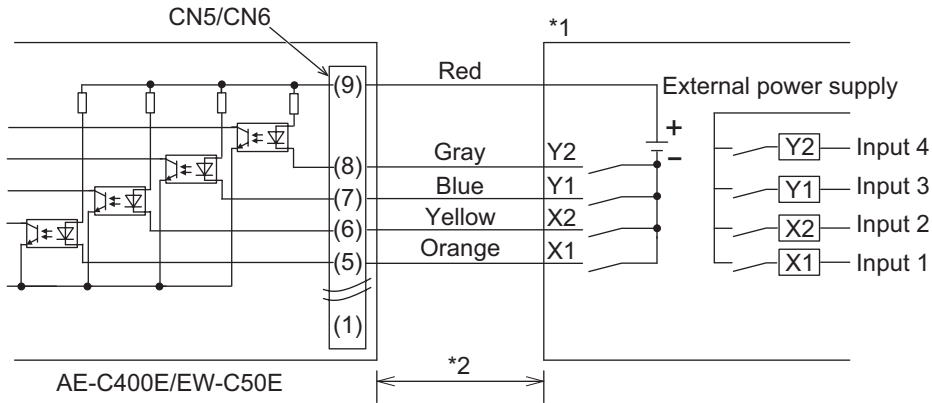 CN5/CN6
*1
(9)
Red
External power supply
+
−
(8)
Gray
Y2
Y2
Input 4
(7)
Blue
Y1
Y1
Input 3
(6)
Yellow
X2
X2
Input 2
(5)
Orange
X1
X1
Input 1
(1)
*2
AE-C400E/EW-C50E